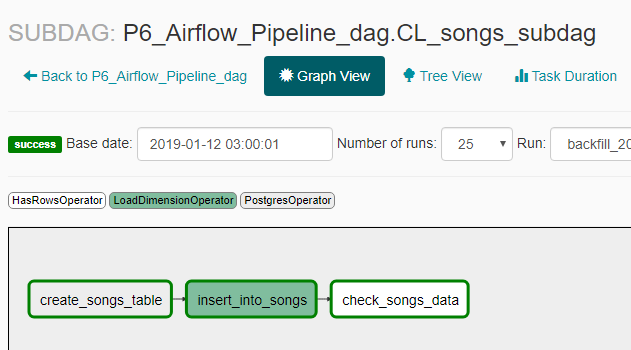 SUBDAG: P6_Airflow_Pipeline_dag.CL_songs_subdag
Back to P6_Airflow_Pipeline_dag Graph View Tree View Task Duration
success Base date: 2019-01-12 03:00:01 Number of runs: 25 Run: backfill_20
HasRowsOperator LoadDimensionOperator PostgresOperator
create_songs_table insert_into_songs check_songs_data